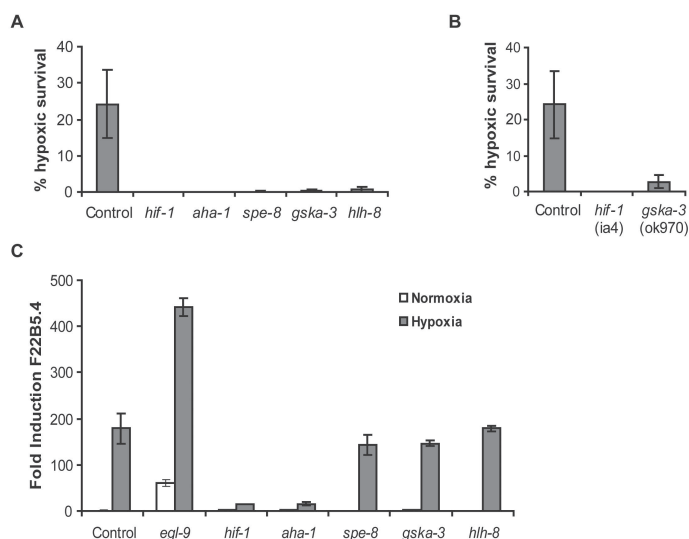 A
B
% hypoxic survival
40
30
20
10
0
Control hif-1 aha-1 spe-8 gska-3 hlh-8
% hypoxic survival
40
30
20
10
0
Control hif-1 gska-3
(ia4) (ok970)
C
Fold Induction F22B5.4
500
400
300
200
100
0
Normoxia
Hypoxia
Control egl-9 hif-1 aha-1 spe-8 gska-3 hlh-8